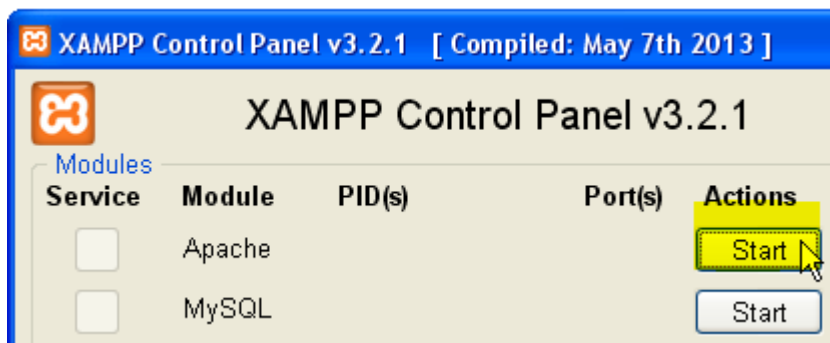 XAMPP Control Panel v3.2.1 [ Compiled: May 7th 2013 ]
XAMPP Control Panel v3.2.1
Modules
Service Module PID(s) Port(s) Actions
Apache Start
MySQL Start